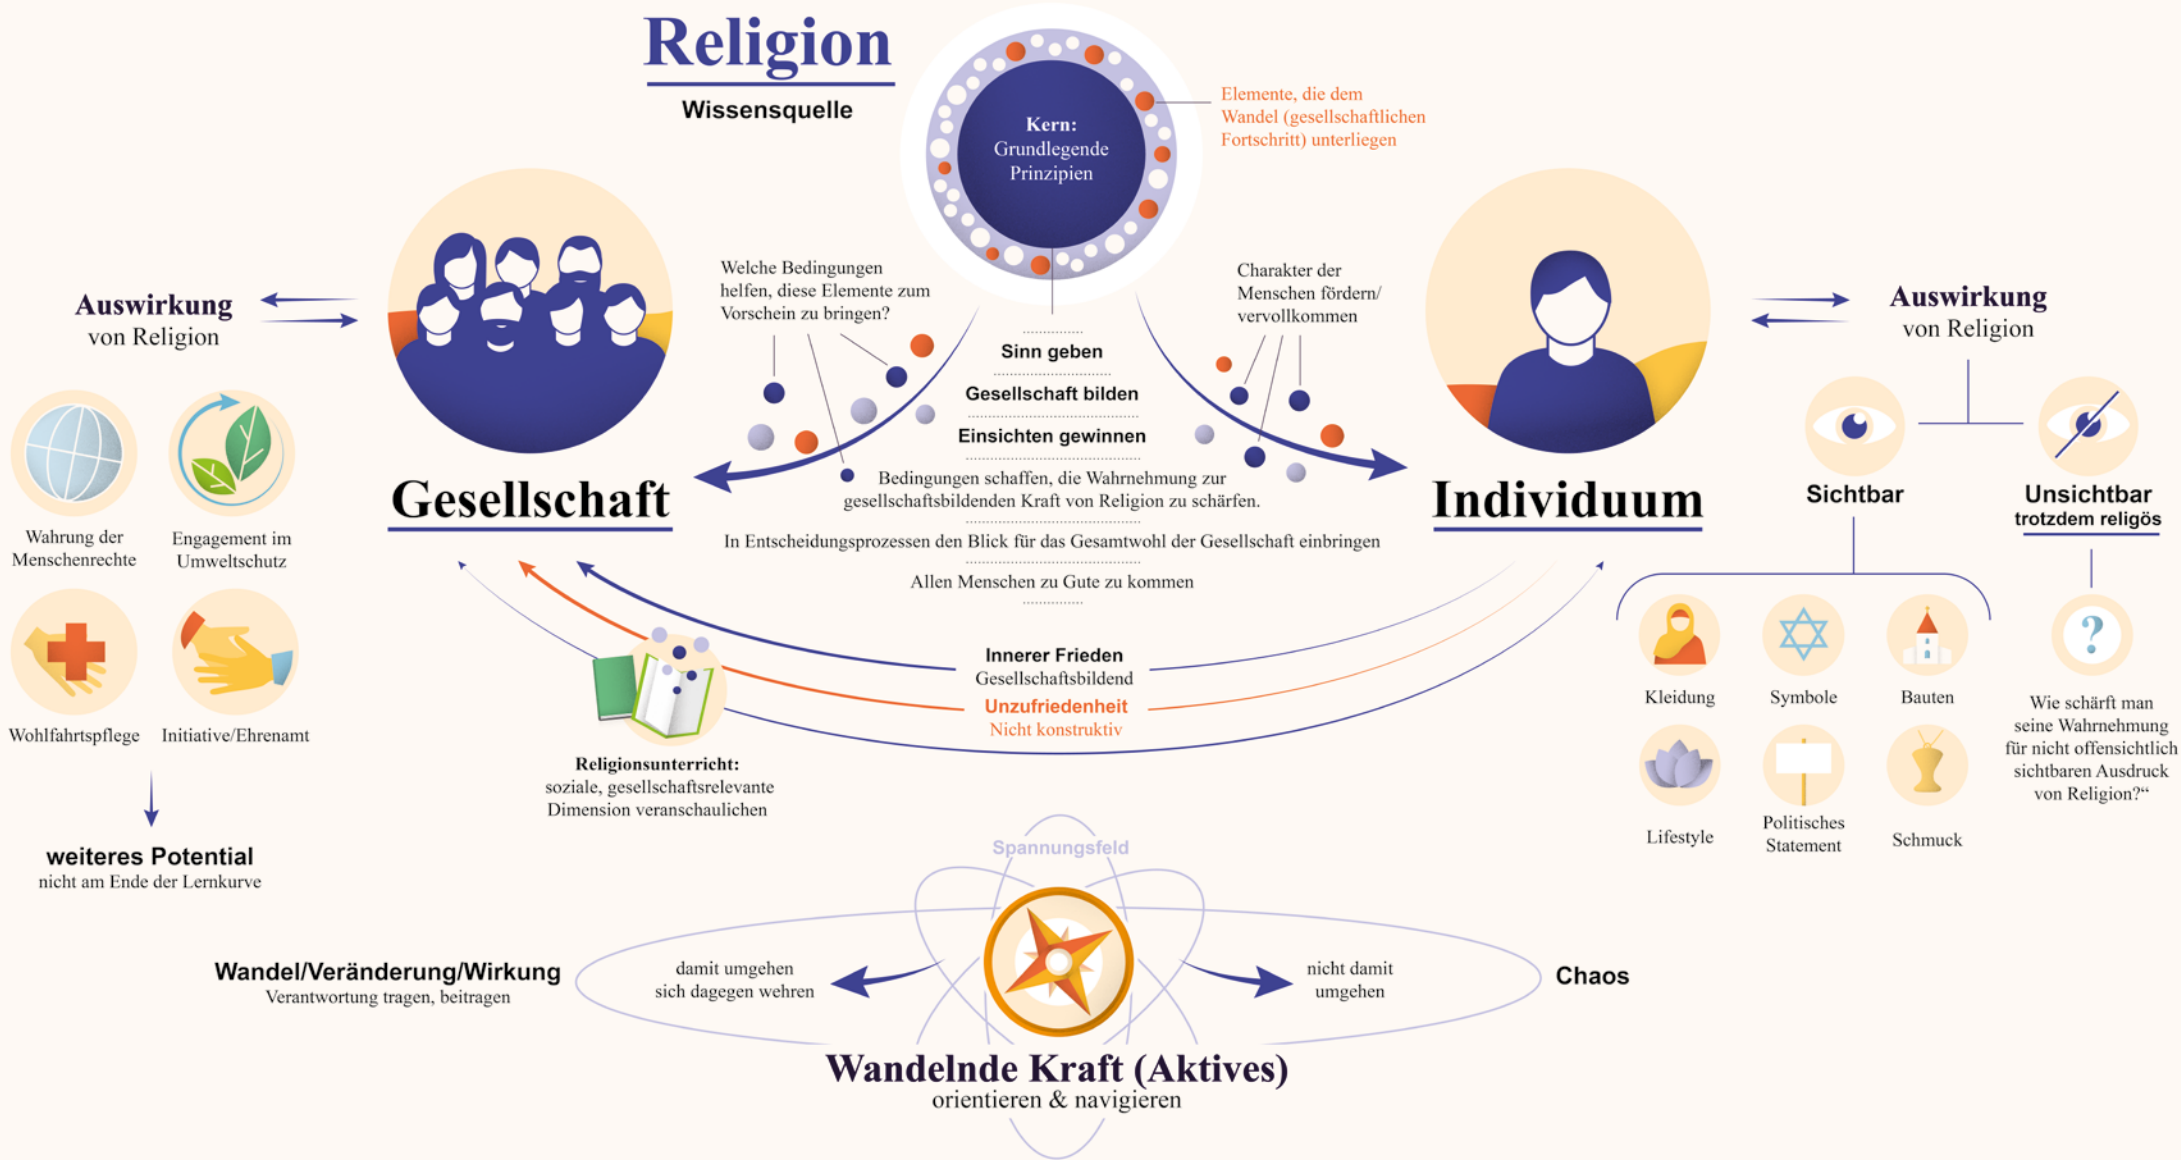 Religion
Wissensquelle
Kern:
Grundlegende
Prinzipien
Elemente, die dem
Wandel (gesellschaftlichen
Fortschritt) unterliegen
Welche Bedingungen
helfen, diese Elemente zum
Vorschein zu bringen?
Charakter der
Menschen fördern/
vervollkommen
Sinn geben
Gesellschaft bilden
Einsichten gewinnen
Bedingungen schaffen, die Wahrnehmung zur
gesellschaftsbildenden Kraft von Religion zu schärfen.
In Entscheidungsprozessen den Blick für das Gesamtwohl der Gesellschaft einbringen
Allen Menschen zu Gute zu kommen
Gesellschaft
Individuum
Auswirkung
von Religion
Wahrung der
Menschenrechte
Engagement im
Umweltschutz
Wohlfahrtspflege
Initiative/Ehrenamt
weiteres Potential
nicht am Ende der Lernkurve
Auswirkung
von Religion
Sichtbar
Unsichtbar
trotzdem religös
Kleidung
Symbole
Bauten
Lifestyle
Politisches
Statement
Schmuck
?
Wie schärft man
seine Wahrnehmung
für nicht offensichtlich
sichtbaren Ausdruck
von Religion?“
Innerer Frieden
Gesellschaftsbildend
Unzufriedenheit
Nicht konstruktiv
Religionsunterricht:
soziale, gesellschaftsrelevante
Dimension veranschaulichen
Spannungsfeld
Wandel/Veränderung/Wirkung
Verantwortung tragen, beitragen
damit umgehen
sich dagegen wehren
nicht damit
umgehen
Chaos
Wandelnde Kraft (Aktives)
orientieren & navigieren